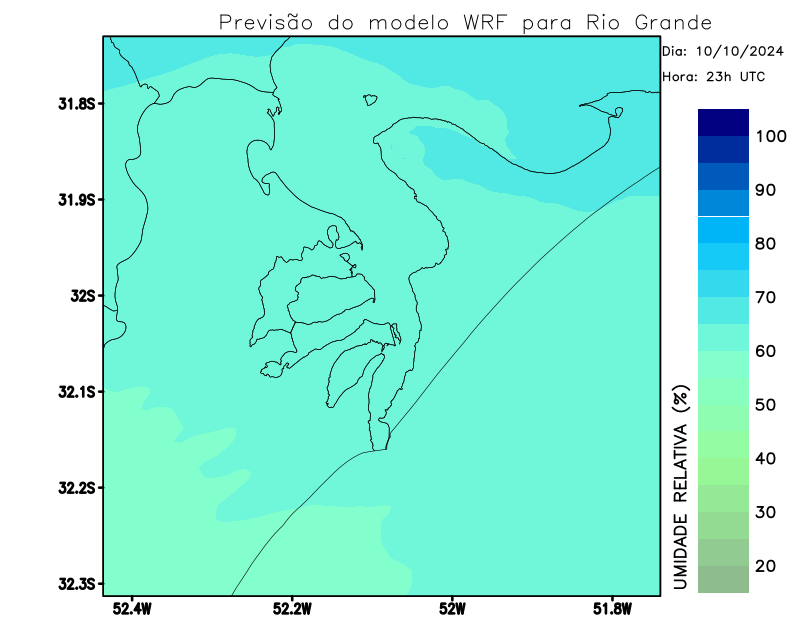 Previsão do modelo WRF para Rio Grande
Dia: 10/10/2024
Hora: 23h UTC
31.8S
31.9S
32S
32.1S
32.2S
32.3S
52.4W
52.2W
52W
51.8W
100
90
80
70
60
50
40
30
20
UMIDADE RELATIVA (%)